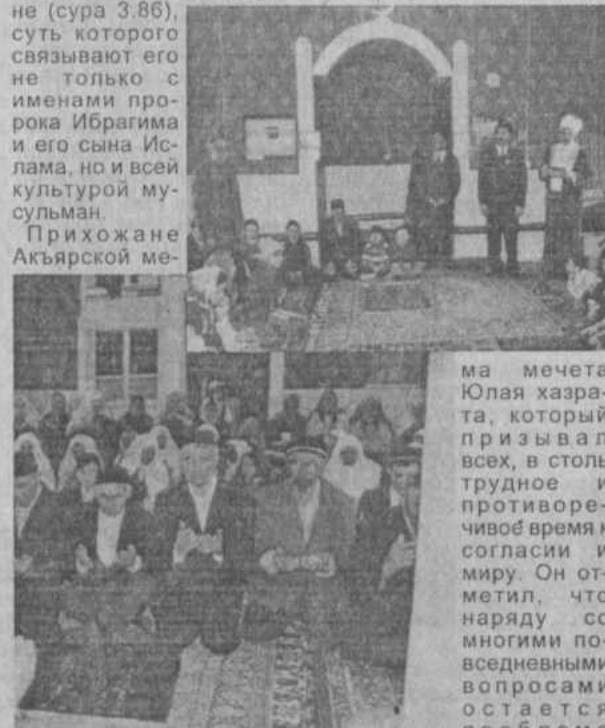 не (сура 3.86),
суть которого
связывают его
не только с
именами про-
рока Ибрагима
и его сына Ис-
лама, но и всей
культурой му-
сульман.
Прихожане
Акъярской ме-
ма мечета
Юлая хазра-
та, который
призывал
всех, в столь
трудное и
противоре-
чивое время к
согласии и
миру. Он от-
метил, что
наряду со
многими по-
вседневными
вопросами
остается